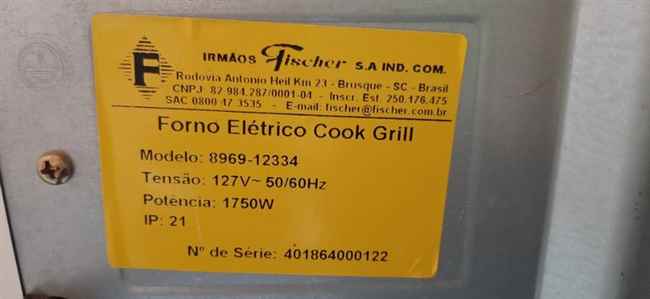 F
IRMÃOS Fischer S.A IND. COM.
Rodovia Antonio Heil Km 23 - Brusque - SC - Brasil
CNPJ: 82.984.287/0001-04 - Inscr. Est. 250.176.475
SAC 0800 47 3535 - E-mail: fischer@fischer.com.br
Forno Elétrico Cook Grill
Modelo: 8969-12334
Tensão: 127V~ 50/60Hz
Potência: 1750W
IP: 21
Nº de Série: 401864000122